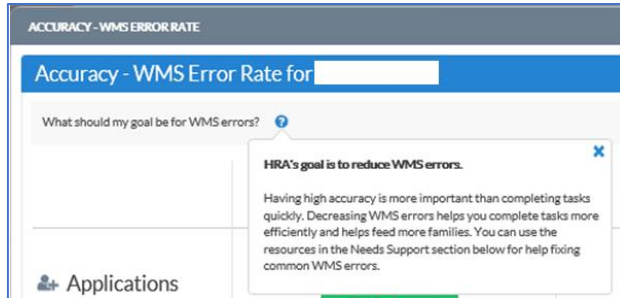 ACCURACY - WMS ERROR RATE
Accuracy - WMS Error Rate for
What should my goal be for WMS errors?
HRA's goal is to reduce WMS errors.
Having high accuracy is more important than completing tasks
quickly. Decreasing WMS errors helps you complete tasks more
efficiently and helps feed more families. You can use the
resources in the Needs Support section below for help fixing
common WMS errors.
Applications